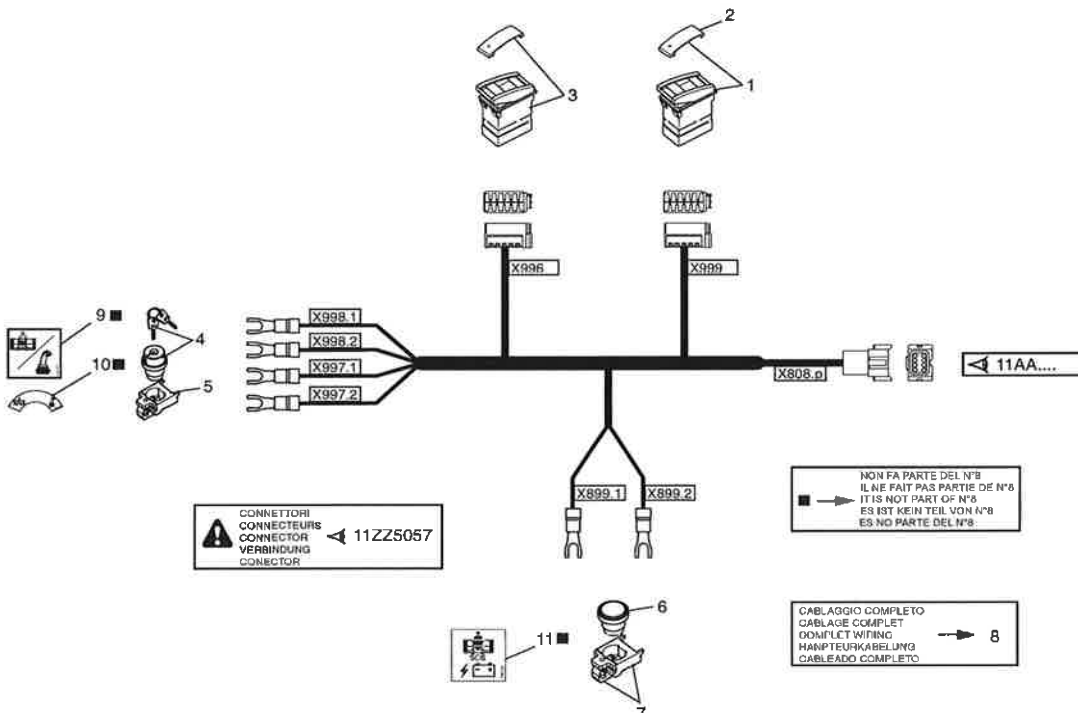 2
1
3
X996
X999
9 ■
4
10 ■
5
X998.1
X998.2
X997.1
X997.2
X808.p
11AA....
X899.1
X899.2
CONNETTORI
CONNECTEURS
CONNECTOR
VERBINDUNG
CONECTOR
11ZZ5057
NON FA PARTE DEL N°8
IL NE FAIT PAS PARTIE DE N°8
IT IS NOT PART OF N°8
ES IST KEIN TEIL VON N°8
ES NO PARTE DEL N°8
6
11 ■
7
CABLAGGIO COMPLETO
CABLAGE COMPLET
COMPLET WIDING
HANPTEURKABELUNG
CABLEADO COMPLETO
8